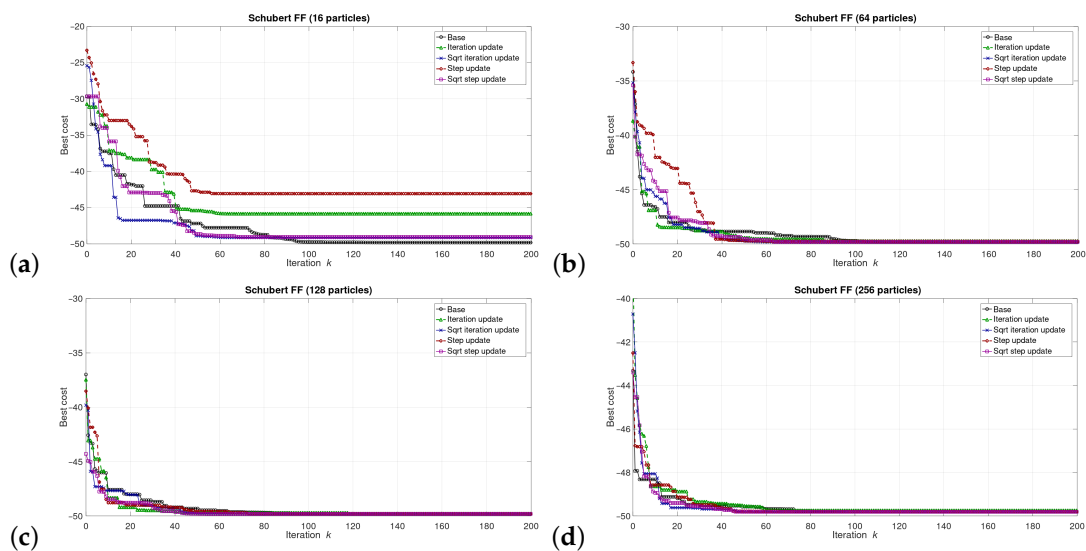 Schubert FF (16 particles)
-20
-25
-30
-35
-40
-45
-50
Best cost
Base
Iteration update
Sqrt iteration update
Step update
Sqrt step update
0 20 40 60 80 100 120 140 160 180 200
Iteration k
(a)
Schubert FF (64 particles)
-30
-35
-40
-45
-50
Best cost
Base
Iteration update
Sqrt iteration update
Step update
Sqrt step update
0 20 40 60 80 100 120 140 160 180 200
Iteration k
(b)
Schubert FF (128 particles)
-30
-35
-40
-45
-50
Best cost
Base
Iteration update
Sqrt iteration update
Step update
Sqrt step update
0 20 40 60 80 100 120 140 160 180 200
Iteration k
(c)
Schubert FF (256 particles)
-40
-42
-44
-46
-48
-50
Best cost
Base
Iteration update
Sqrt iteration update
Step update
Sqrt step update
0 20 40 60 80 100 120 140 160 180 200
Iteration k
(d)